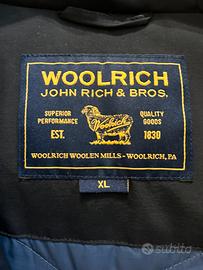 WOOLRICH
JOHN RICH & BROS.
SUPERIOR
PERFORMANCE
QUALITY
GOODS
Woolrich
EST.
1830
WOOLRICH WOOLEN MILLS - WOOLRICH, PA
XL
subito